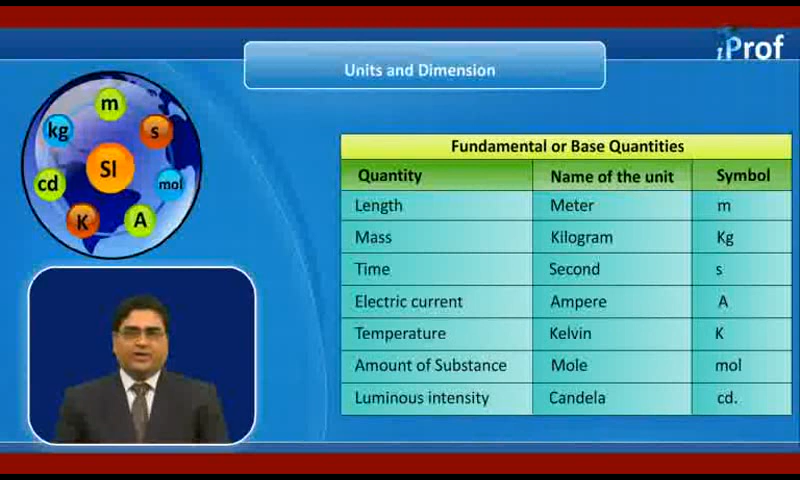 iProf
Units and Dimension
m
kg
s
SI
cd
mol
K
A
Fundamental or Base Quantities
Quantity Name of the unit Symbol
Length Meter m
Mass Kilogram Kg
Time Second s
Electric current Ampere A
Temperature Kelvin K
Amount of Substance Mole mol
Luminous intensity Candela cd.